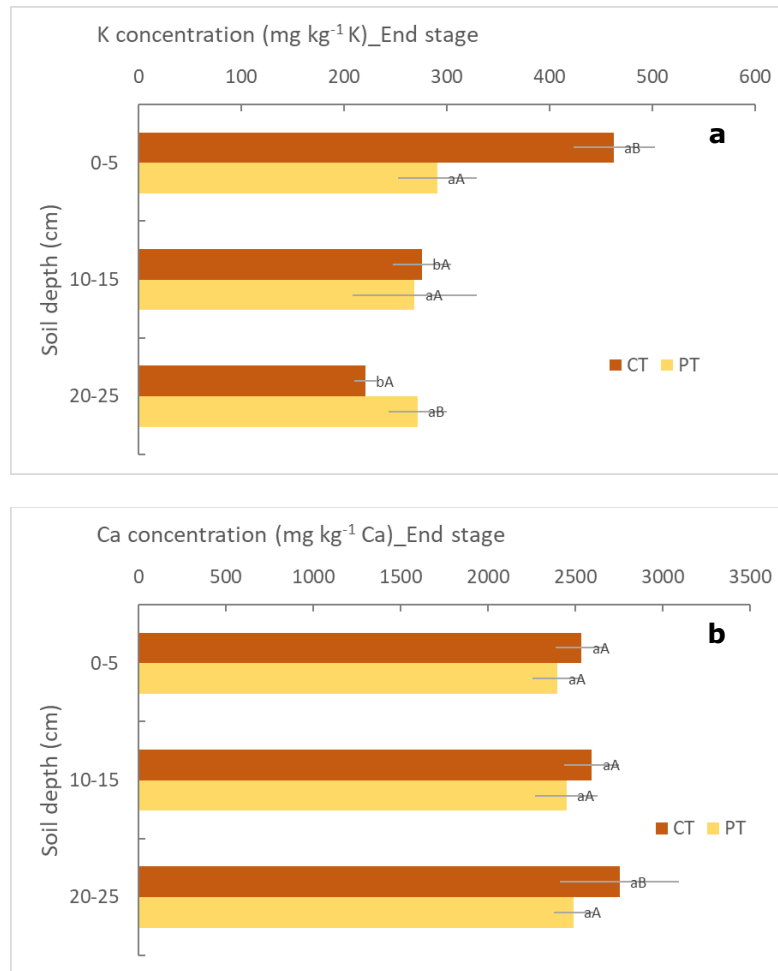 K concentration (mg kg⁻¹ K)_End stage
0 100 200 300 400 500 600
a
0-5
aB
aA
Soil depth (cm)
10-15
bA
aA
CT PT
20-25
bA
aB
Ca concentration (mg kg⁻¹ Ca)_End stage
0 500 1000 1500 2000 2500 3000 3500
b
0-5
aA
aA
Soil depth (cm)
10-15
aA
aA
CT PT
20-25
aB
aA